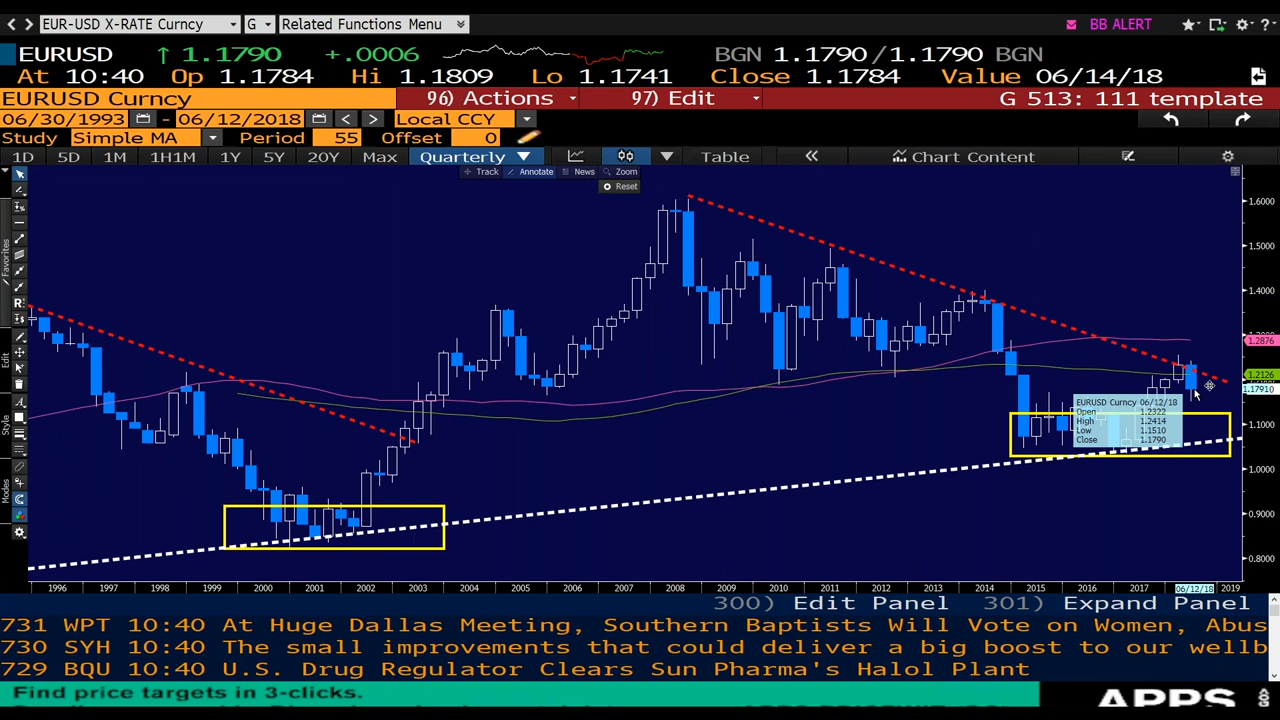 EUR-USD X-RATE Curncy G Related Functions Menu BB ALERT
EURUSD 1.1790 +.0006 BGN 1.1790/1.1790 BGN
At 10:40 Op 1.1784 Hi 1.1809 Lo 1.1741 Close 1.1784 Value 06/14/18
EURUSD Curncy 96) Actions 97) Edit G 513: 111 template
06/30/1993 - 06/12/2018 Local CCY
Study Simple MA Period 55 Offset 0
1D 5D 1M 1H1M 1Y 5Y 20Y Max Quarterly Table Chart Content
Track Annotate News Zoom
Reset
Favorites
Edit
Style
Modes
1.6000
1.5000
1.4000
1.2876
1.2126
1.1791
1.1000
1.0000
0.9000
0.8000
EURUSD Curncy 06/12/18
Open 1.2322
High 1.2414
Low 1.1510
Close 1.1790
1996 1997 1998 1999 2000 2001 2002 2003 2004 2005 2006 2007 2008 2009 2010 2011 2012 2013 2014 2015 2016 2017 06/12/18 2019
300) Edit Panel 301) Expand Panel
731 WPT 10:40 At Huge Dallas Meeting, Southern Baptists Will Vote on Women, Abus
730 SYH 10:40 The small improvements that could deliver a big boost to our wellb
729 BQU 10:40 U.S. Drug Regulator Clears Sun Pharma's Halol Plant
Find price targets in 3-clicks.
APPS